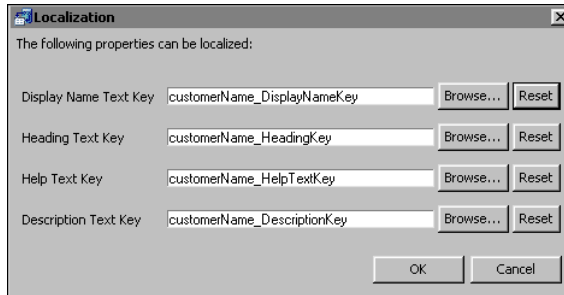 Localization
The following properties can be localized:
Display Name Text Key customerName_DisplayNameKey Browse... Reset
Heading Text Key customerName_HeadingKey Browse... Reset
Help Text Key customerName_HelpTextKey Browse... Reset
Description Text Key customerName_DescriptionKey Browse... Reset
OK Cancel